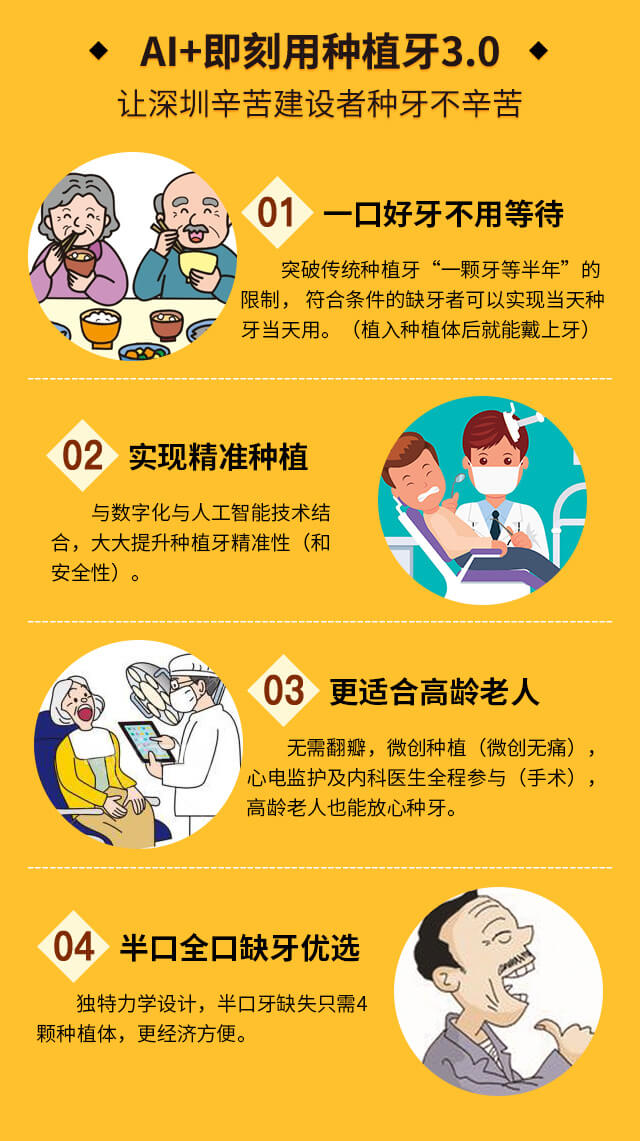 AI+即刻用种植牙3.0
让深圳辛苦建设者种牙不辛苦
01 一口好牙不用等待
突破传统种植牙“一颗牙等半年”的
限制， 符合条件的缺牙者可以实现当天种
牙当天用。（植入种植体后就能戴上牙）
02 实现精准种植
与数字化与人工智能技术结
合，大大提升种植牙精准性（和
安全性）。
03 更适合高龄老人
无需翻瓣，微创种植（微创无痛），
心电监护及内科医生全程参与（手术），
高龄老人也能放心种牙。
04 半口全口缺牙优选
独特力学设计，半口牙缺失只需4
颗种植体，更经济方便。